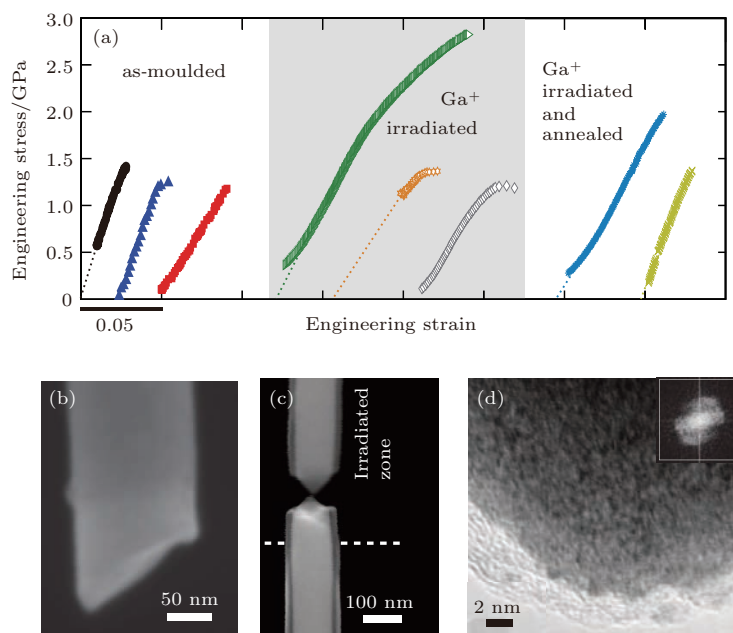 (a)
3.0
2.5
2.0
1.5
1.0
0.5
0
Engineering stress/GPa
as-moulded
Ga+
irradiated
Ga+
irradiated
and
annealed
0.05
Engineering strain
(b)
50 nm
(c)
Irradiated
zone
100 nm
(d)
2 nm